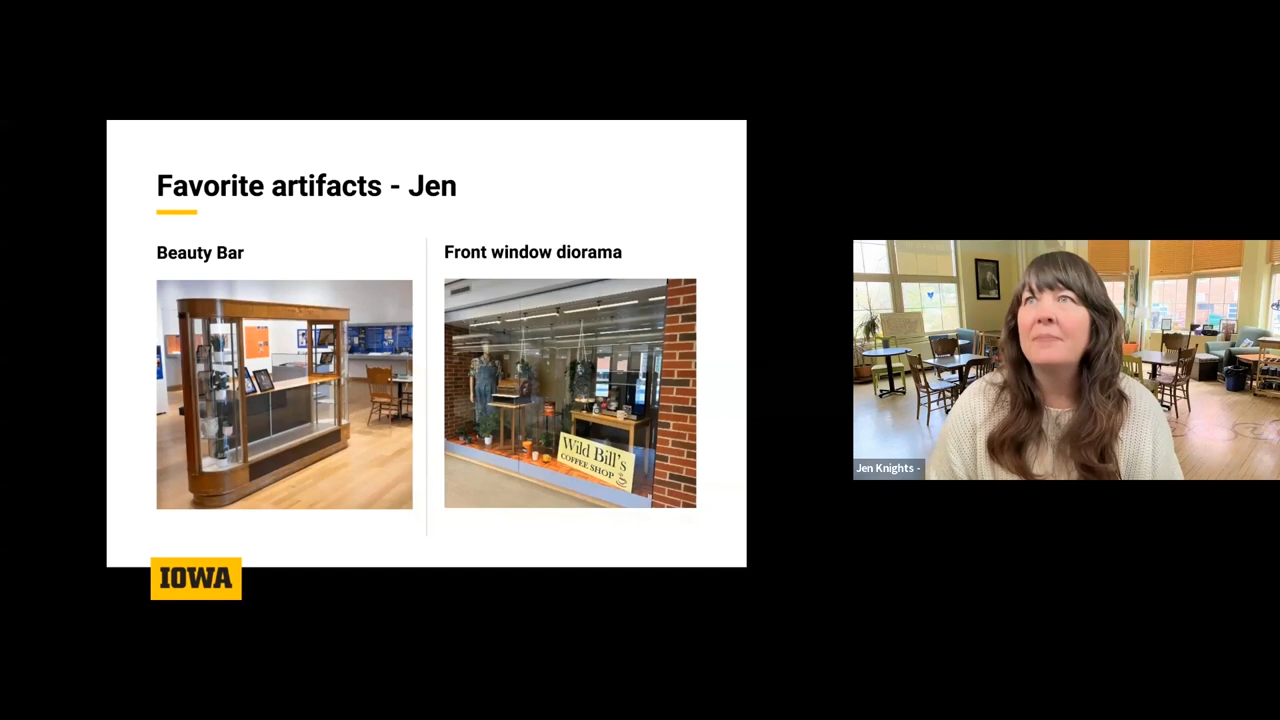 Favorite artifacts - Jen
Beauty Bar
Front window diorama
Wild Bill's
COFFEE SHOP
IOWA
Jen Knights -